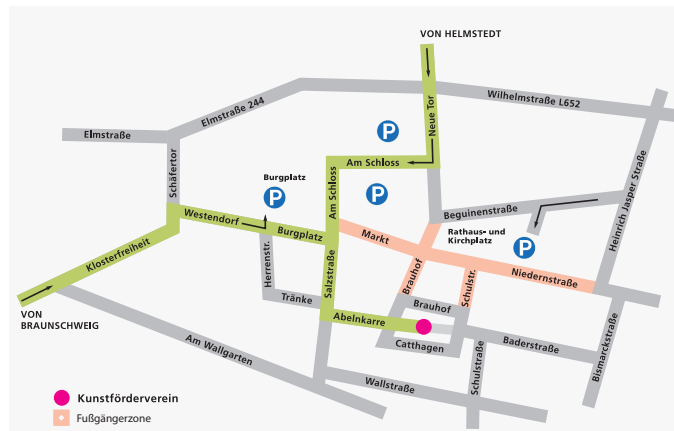 VON HELMSTEDT
Wilhelmstraße L652
Elmstraße 244
Elmstraße
Neue Tor
P
Am Schloss
Schäfertor
Am Schloss
Burgplatz
P
P
Heinrich Jasper Straße
Westendorf
Burgplatz
Beguinenstraße
Rathaus- und
Kirchplatz
P
Markt
Klosterfreiheit
Herrenstr.
Salzstraße
Brauhof
Schulstr.
Niedernstraße
Tränke
Brauhof
VON
BRAUNSCHWEIG
Abelnkarre
Catthagen
Baderstraße
Bismarckstraße
Am Wallgarten
Wallstraße
Schulstraße
Kunstförderverein
Fußgängerzone